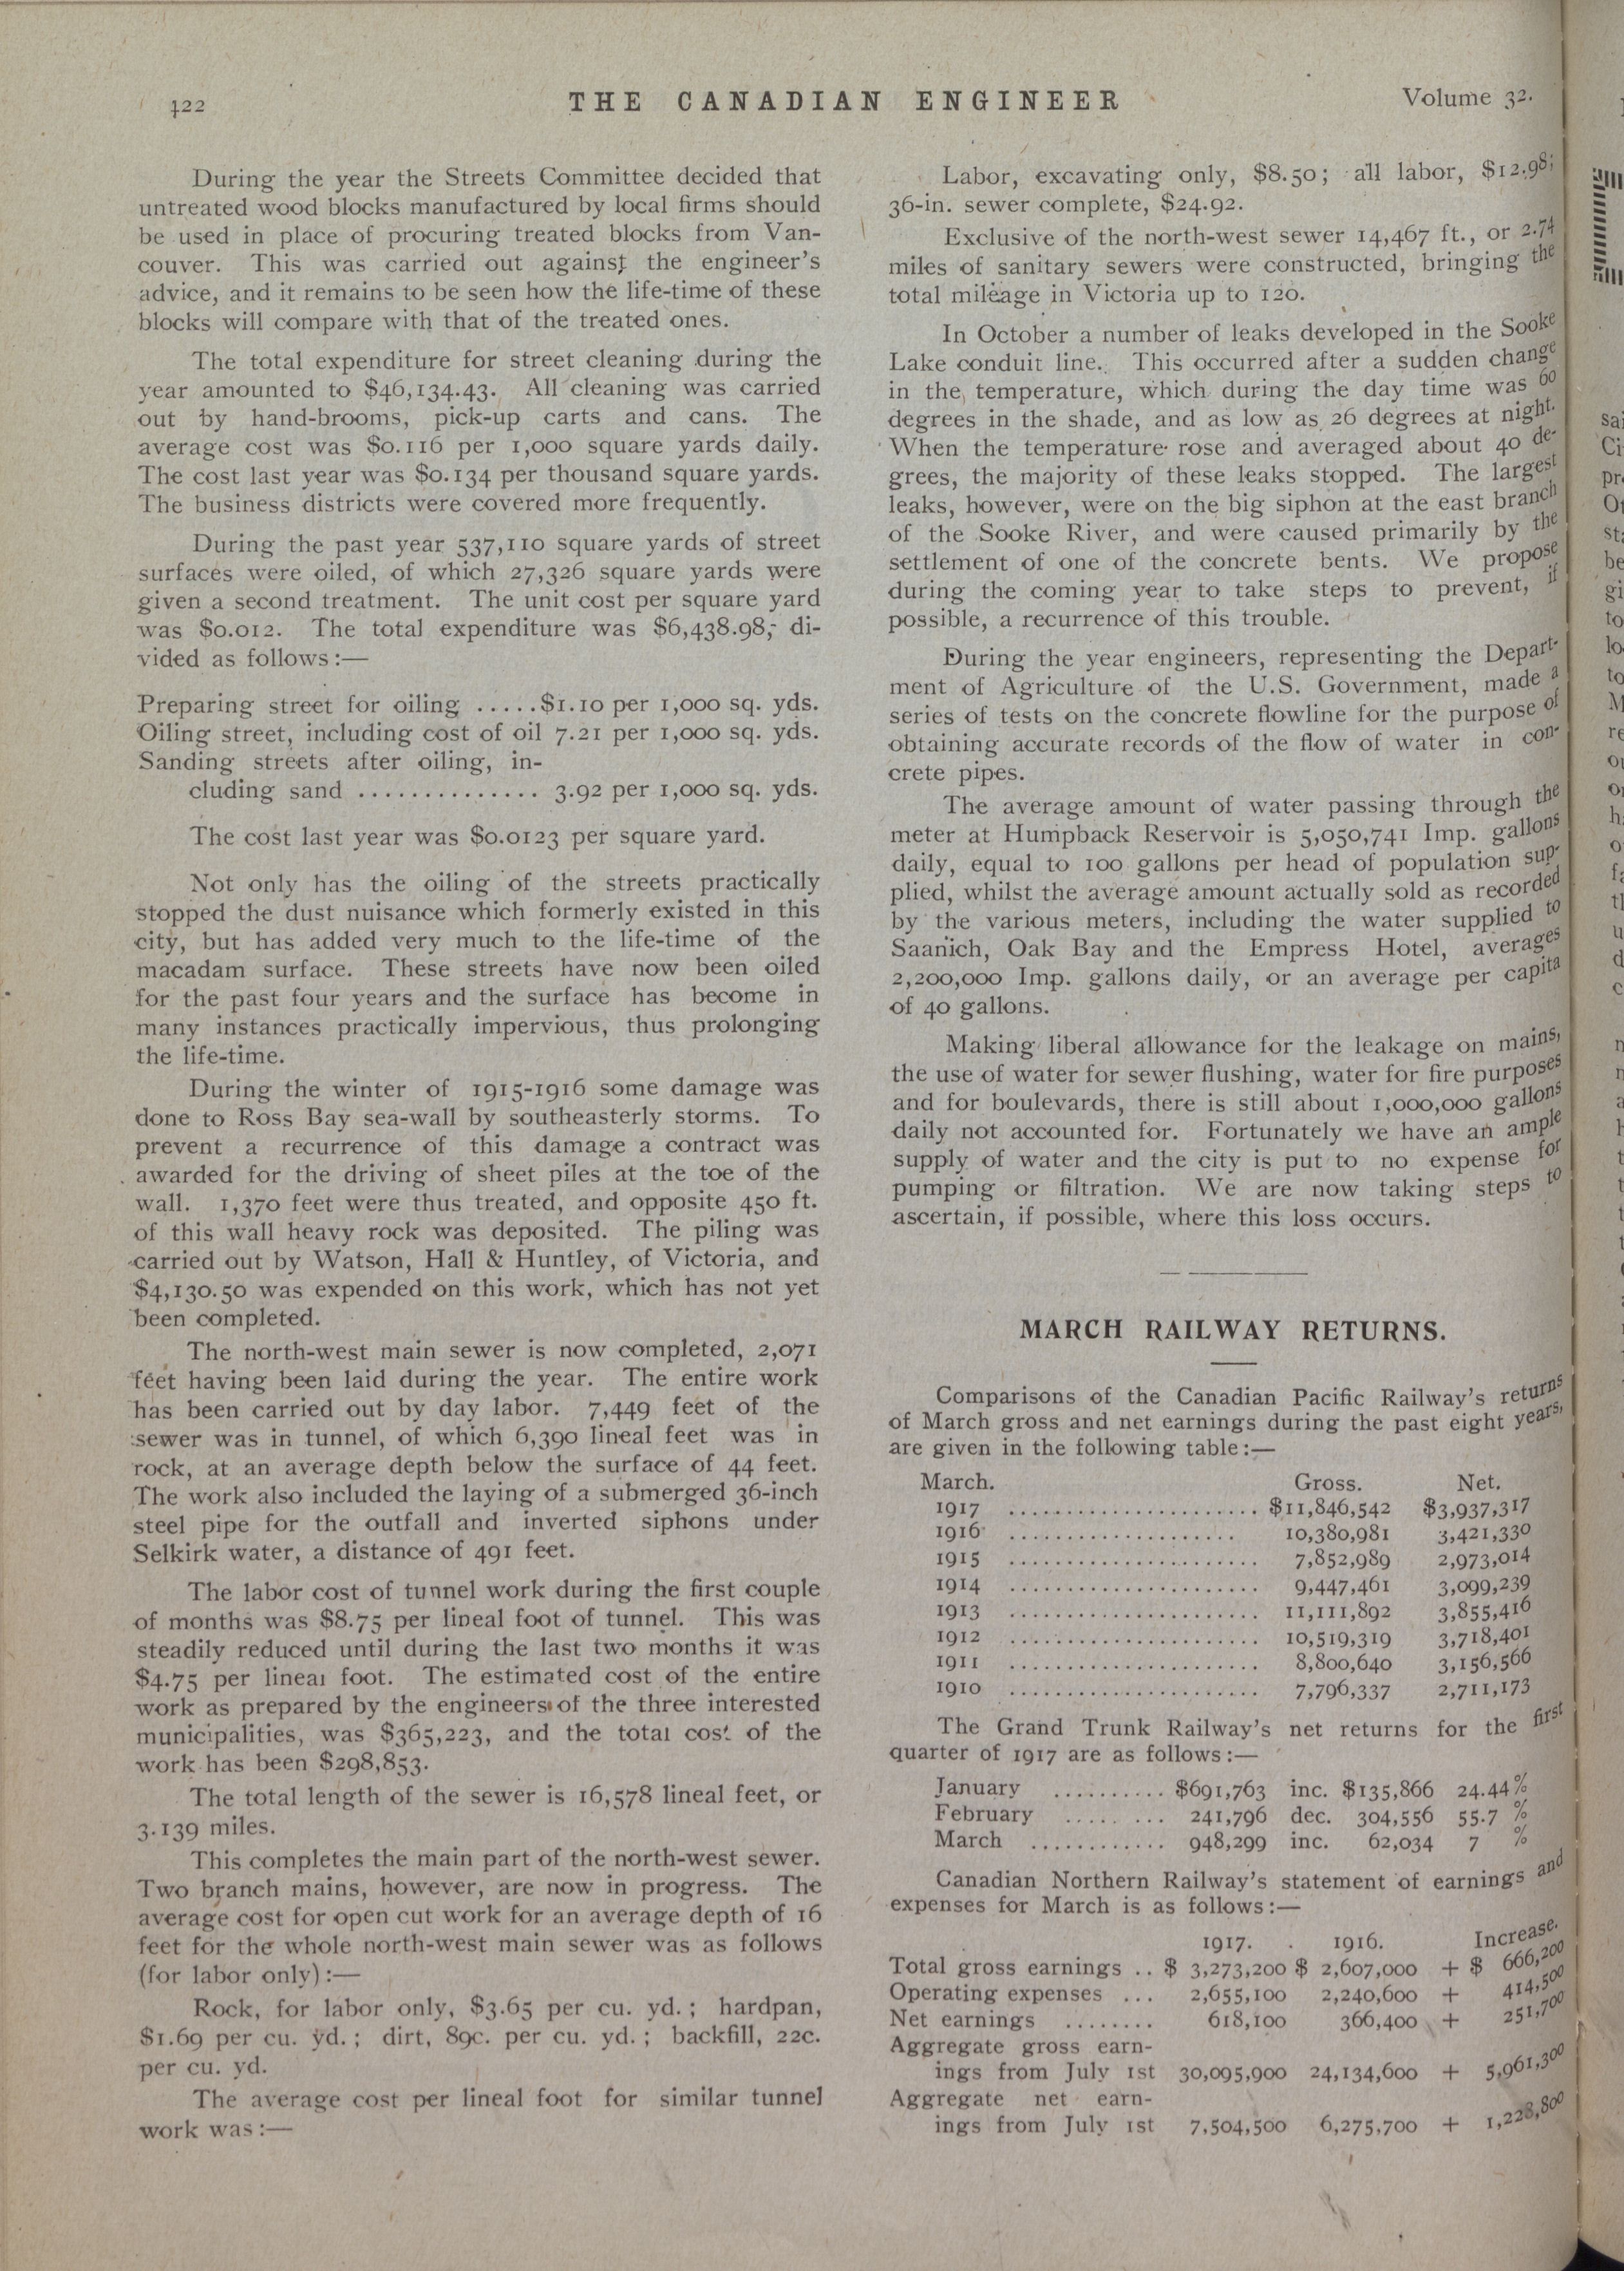 422
THE CANADIAN ENGINEER
Volume 32.
During the year the Streets Committee decided that
untreated wood blocks manufactured by local firms should
be used in place of procuring treated blocks from Van-
couver. This was carried out against the engineer's
advice, and it remains to be seen how the life-time of these
blocks will compare with that of the treated ones.
The total expenditure for street cleaning during the
year amounted to $46,134.43. All cleaning was carried
out by hand-brooms, pick-up carts and cans. The
average cost was $0.116 per 1,000 square yards daily.
The cost last year was $0.134 per thousand square yards.
The business districts were covered more frequently.
During the past year 537,110 square yards of street
surfaces were oiled, of which 27,326 square yards were
given a second treatment. The unit cost per square yard
was $0.012. The total expenditure was $6,438.98, di-
vided as follows:—
Preparing street for oiling .....$1.10 per 1,000 sq. yds.
Oiling street, including cost of oil 7.21 per 1,000 sq. yds.
Sanding streets after oiling, in-
cluding sand .............. 3.92 per 1,000 sq. yds.
The cost last year was $0.0123 per square yard.
Not only has the oiling of the streets practically
stopped the dust nuisance which formerly existed in this
city, but has added very much to the life-time of the
macadam surface. These streets have now been oiled
for the past four years and the surface has become in
many instances practically impervious, thus prolonging
the life-time.
During the winter of 1915-1916 some damage was
done to Ross Bay sea-wall by southeasterly storms. To
prevent a recurrence of this damage a contract was
awarded for the driving of sheet piles at the toe of the
wall. 1,370 feet were thus treated, and opposite 450 ft.
of this wall heavy rock was deposited. The piling was
carried out by Watson, Hall & Huntley, of Victoria, and
$4,130.50 was expended on this work, which has not yet
been completed.
The north-west main sewer is now completed, 2,071
feet having been laid during the year. The entire work
has been carried out by day labor. 7,449 feet of the
sewer was in tunnel, of which 6,390 lineal feet was in
rock, at an average depth below the surface of 44 feet.
The work also included the laying of a submerged 36-inch
steel pipe for the outfall and inverted siphons under
Selkirk water, a distance of 491 feet.
The labor cost of tunnel work during the first couple
of months was $8.75 per lineal foot of tunnel. This was
steadily reduced until during the last two months it was
$4.75 per lineal foot. The estimated cost of the entire
work as prepared by the engineers of the three interested
municipalities, was $365,223, and the total cost of the
work has been $298,853.
The total length of the sewer is 16,578 lineal feet, or
3.139 miles.
This completes the main part of the north-west sewer.
Two branch mains, however, are now in progress. The
average cost for open cut work for an average depth of 16
feet for the whole north-west main sewer was as follows
(for labor only):—
Rock, for labor only, $3.65 per cu. yd.; hardpan,
$1.69 per cu. yd.; dirt, 89c. per cu. yd.; backfill, 22c.
per cu. yd.
The average cost per lineal foot for similar tunnel
work was:—
Labor, excavating only, $8.50; all labor, $12.98;
36-in. sewer complete, $24.92.
Exclusive of the north-west sewer 14,467 ft., or 2.74
miles of sanitary sewers were constructed, bringing the
total mileage in Victoria up to 120.
In October a number of leaks developed in the Sooke
Lake conduit line. This occurred after a sudden change
in the temperature, which during the day time was 60
degrees in the shade, and as low as 26 degrees at night.
When the temperature rose and averaged about 40 de-
grees, the majority of these leaks stopped. The largest
leaks, however, were on the big siphon at the east branch
of the Sooke River, and were caused primarily by the
settlement of one of the concrete bents. We propose
during the coming year to take steps to prevent, if
possible, a recurrence of this trouble.
During the year engineers, representing the Depart-
ment of Agriculture of the U.S. Government, made a
series of tests on the concrete flowline for the purpose of
obtaining accurate records of the flow of water in con-
crete pipes.
The average amount of water passing through the
meter at Humpback Reservoir is 5,050,741 Imp. gallons
daily, equal to 100 gallons per head of population sup-
plied, whilst the average amount actually sold as recorded
by the various meters, including the water supplied to
Saanich, Oak Bay and the Empress Hotel, averages
2,200,000 Imp. gallons daily, or an average per capita
of 40 gallons.
Making liberal allowance for the leakage on mains,
the use of water for sewer flushing, water for fire purposes
and for boulevards, there is still about 1,000,000 gallons
daily not accounted for. Fortunately we have an ample
supply of water and the city is put to no expense for
pumping or filtration. We are now taking steps to
ascertain, if possible, where this loss occurs.
MARCH RAILWAY RETURNS.
Comparisons of the Canadian Pacific Railway's returns
of March gross and net earnings during the past eight years,
are given in the following table:—
March. Gross. Net.
1917 ...................... $11,846,542 $3,937,317
1916 .................... 10,380,981 3,421,330
1915 ...................... 7,852,989 2,973,014
1914 ...................... 9,447,461 3,099,239
1913 ...................... 11,111,892 3,855,416
1912 ...................... 10,519,319 3,718,401
1911 ...................... 8,800,640 3,156,566
1910 ...................... 7,796,337 2,711,173
The Grand Trunk Railway's net returns for the first
quarter of 1917 are as follows:—
January .......... $691,763 inc. $135,866 24.44%
February ..... ... 241,796 dec. 304,556 55.7 %
March ............ 948,299 inc. 62,034 7 %
Canadian Northern Railway's statement of earnings and
expenses for March is as follows:—
1917. 1916. Increase.
Total gross earnings .. $ 3,273,200 $ 2,607,000 + $ 666,200
Operating expenses ... 2,655,100 2,240,600 + 414,500
Net earnings ........ 618,100 366,400 + 251,700
Aggregate gross earn-
ings from July 1st 30,095,900 24,134,600 + 5,961,300
Aggregate net earn-
ings from July 1st 7,504,500 6,275,700 + 1,228,800